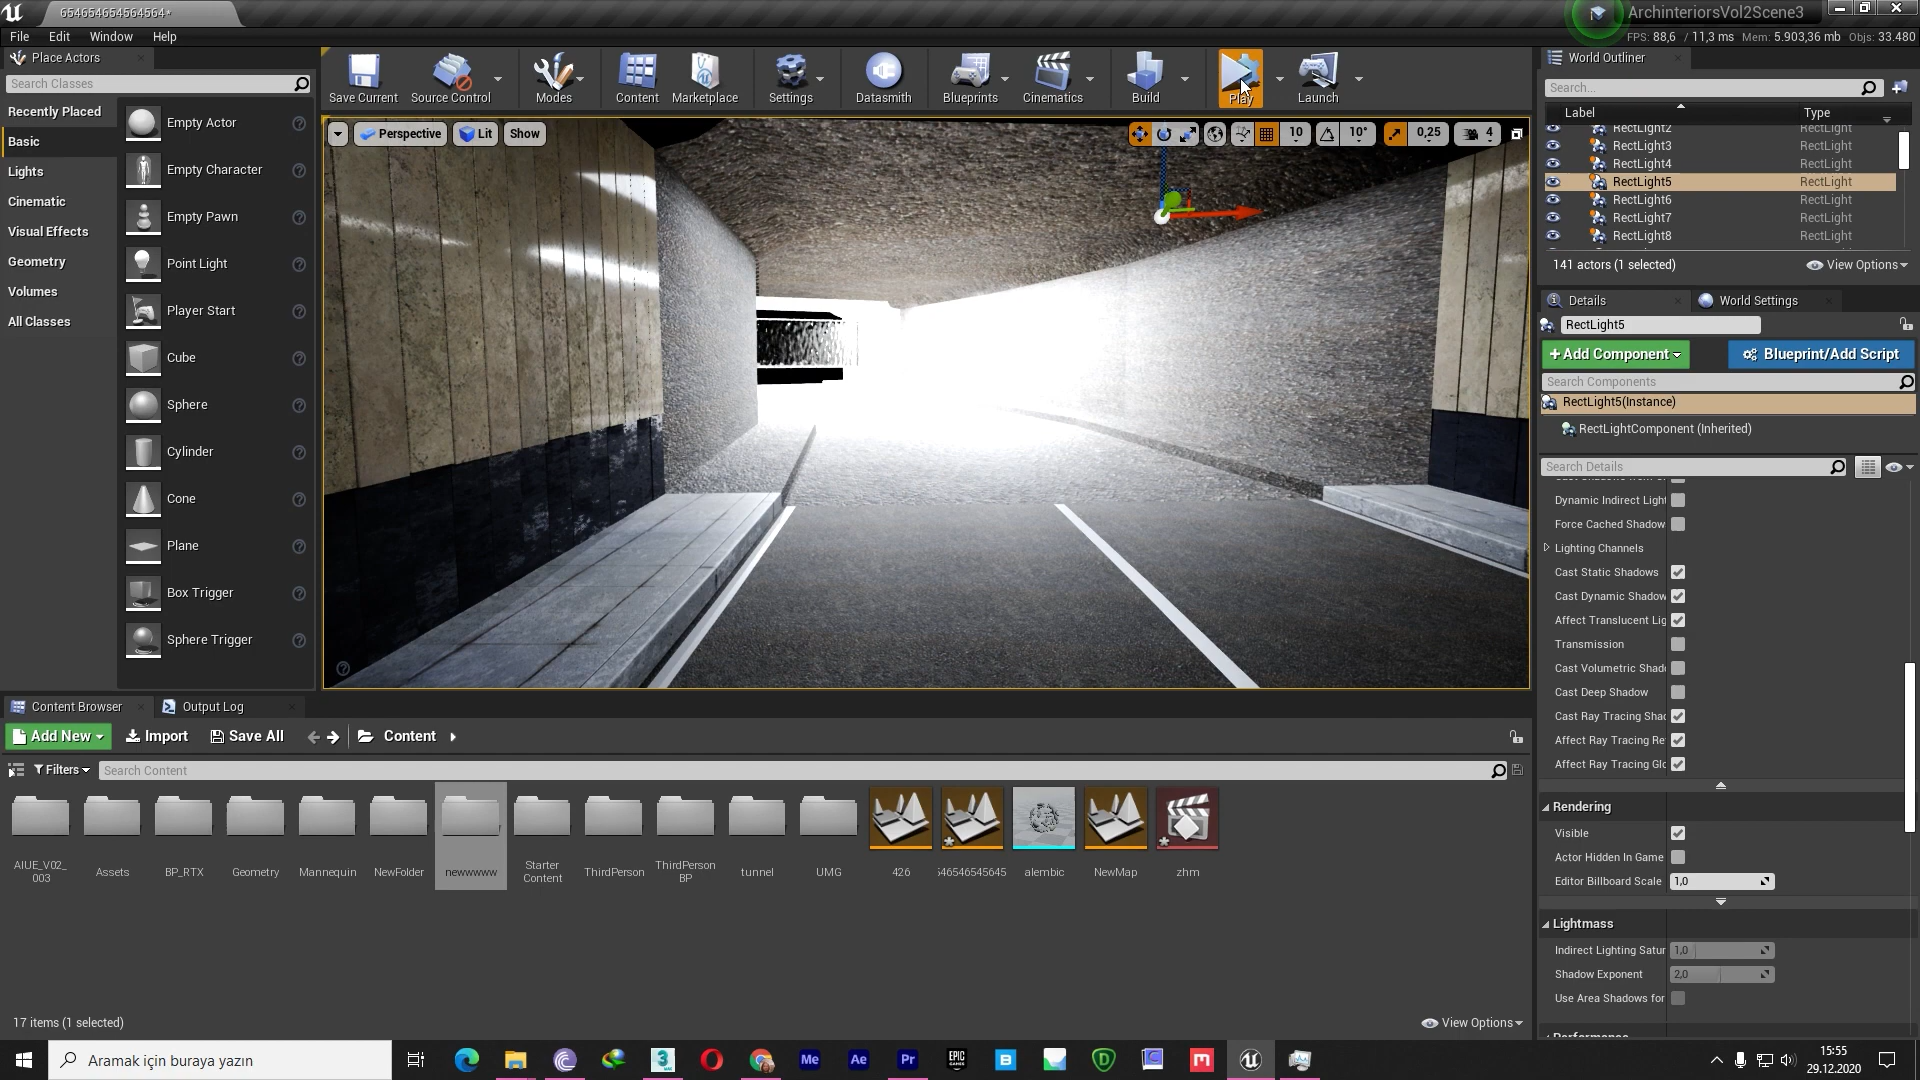 654654654564564*
ArchinteriorsVol2Scene3
File Edit Window Help
FPS: 88,6 / 11,3 ms Mem: 5.903,36 mb Objs: 33.480
Place Actors
Search Classes
Recently Placed
Basic
Lights
Cinematic
Visual Effects
Geometry
Volumes
All Classes
Empty Actor
Empty Character
Empty Pawn
Point Light
Player Start
Cube
Sphere
Cylinder
Cone
Plane
Box Trigger
Sphere Trigger
Save Current
Source Control
Modes
Content
Marketplace
Settings
Datasmith
Blueprints
Cinematics
Build
Play
Launch
Perspective
Lit
Show
10
10°
0,25
4
World Outliner
Search...
Label Type
RectLight2 RectLight
RectLight3 RectLight
RectLight4 RectLight
RectLight5 RectLight
RectLight6 RectLight
RectLight7 RectLight
RectLight8 RectLight
141 actors (1 selected)
View Options
Details
World Settings
RectLight5
+Add Component
Blueprint/Add Script
Search Components
RectLight5(Instance)
RectLightComponent (Inherited)
Search Details
Dynamic Indirect Light
Force Cached Shadow
Lighting Channels
Cast Static Shadows
Cast Dynamic Shadow
Affect Translucent Lig
Transmission
Cast Volumetric Shad
Cast Deep Shadow
Cast Ray Tracing Shad
Affect Ray Tracing Re
Affect Ray Tracing Glo
Rendering
Visible
Actor Hidden In Game
Editor Billboard Scale 1,0
Lightmass
Indirect Lighting Satur 1,0
Shadow Exponent 2,0
Use Area Shadows for
Content Browser
Output Log
Add New
Import
Save All
Content
Filters
Search Content
AIUE_V02_
003
Assets
BP_RTX
Geometry
Mannequin
NewFolder
newwwww
Starter
Content
ThirdPerson
ThirdPerson
BP
tunnel
UMG
426
546546545645
alembic
NewMap
zhm
17 items (1 selected)
View Options
Aramak için buraya yazın
3
MAX
Me
Ae
Pr
EPIC
GAMES
B
15:55
29.12.2020